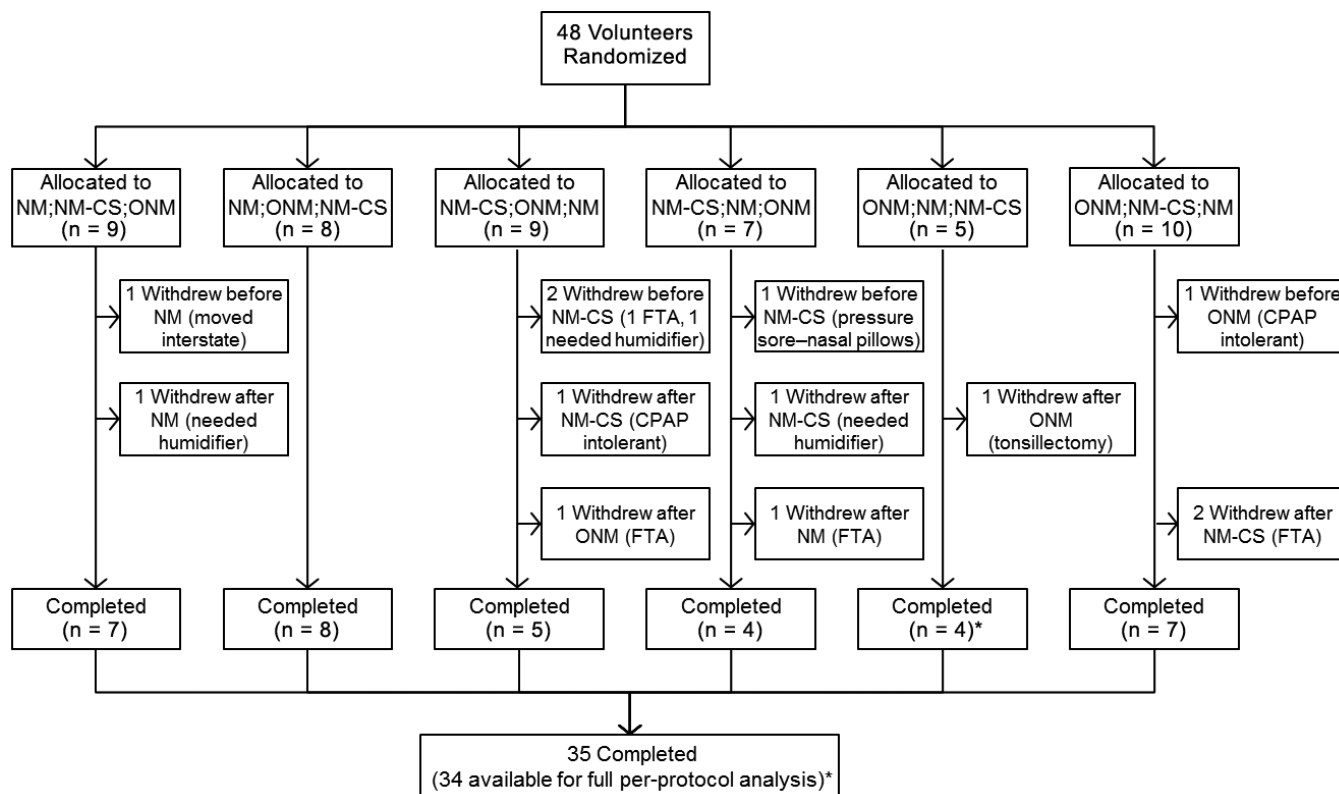 48 Volunteers
Randomized
Allocated to
NM;NM-CS;ONM
(n = 9)
Allocated to
NM;ONM;NM-CS
(n = 8)
Allocated to
NM-CS;ONM;NM
(n = 9)
Allocated to
NM-CS;NM;ONM
(n = 7)
Allocated to
ONM;NM;NM-CS
(n = 5)
Allocated to
ONM;NM-CS;NM
(n = 10)
1 Withdrew before
NM (moved
interstate)
2 Withdrew before
NM-CS (1 FTA, 1
needed humidifier)
1 Withdrew before
NM-CS (pressure
sore–nasal pillows)
1 Withdrew before
ONM (CPAP
intolerant)
1 Withdrew after
NM (needed
humidifier)
1 Withdrew after
NM-CS (CPAP
intolerant)
1 Withdrew after
NM-CS (needed
humidifier)
1 Withdrew after
ONM
(tonsillectomy)
1 Withdrew after
ONM (FTA)
1 Withdrew after
NM (FTA)
2 Withdrew after
NM-CS (FTA)
Completed
(n = 7)
Completed
(n = 8)
Completed
(n = 5)
Completed
(n = 4)
Completed
(n = 4)*
Completed
(n = 7)
35 Completed
(34 available for full per-protocol analysis)*